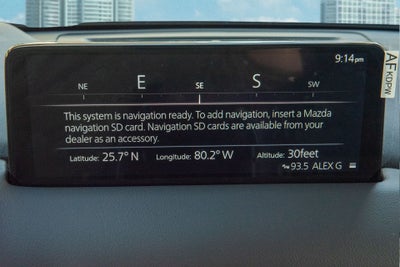 9:14pm
NE E SE S SW
This system is navigation ready. To add navigation, insert a Mazda
navigation SD card. Navigation SD cards are available from your
dealer as an accessory.
Latitude: 25.7° N Longitude: 80.2° W Altitude: 30feet
93.5 ALEX G
AF
KDPW